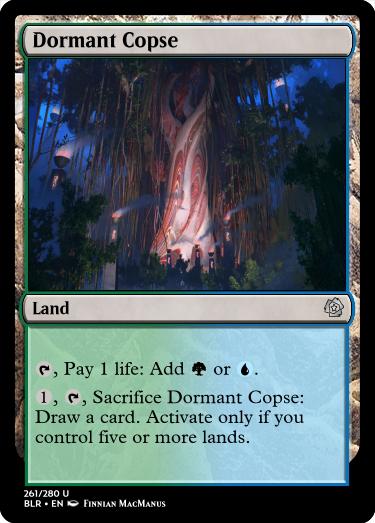 Dormant Copse
Land
, Pay 1 life: Add or .
1, , Sacrifice Dormant Copse:
Draw a card. Activate only if you
control five or more lands.
261/280 U
BLR • EN Finnian MacManus